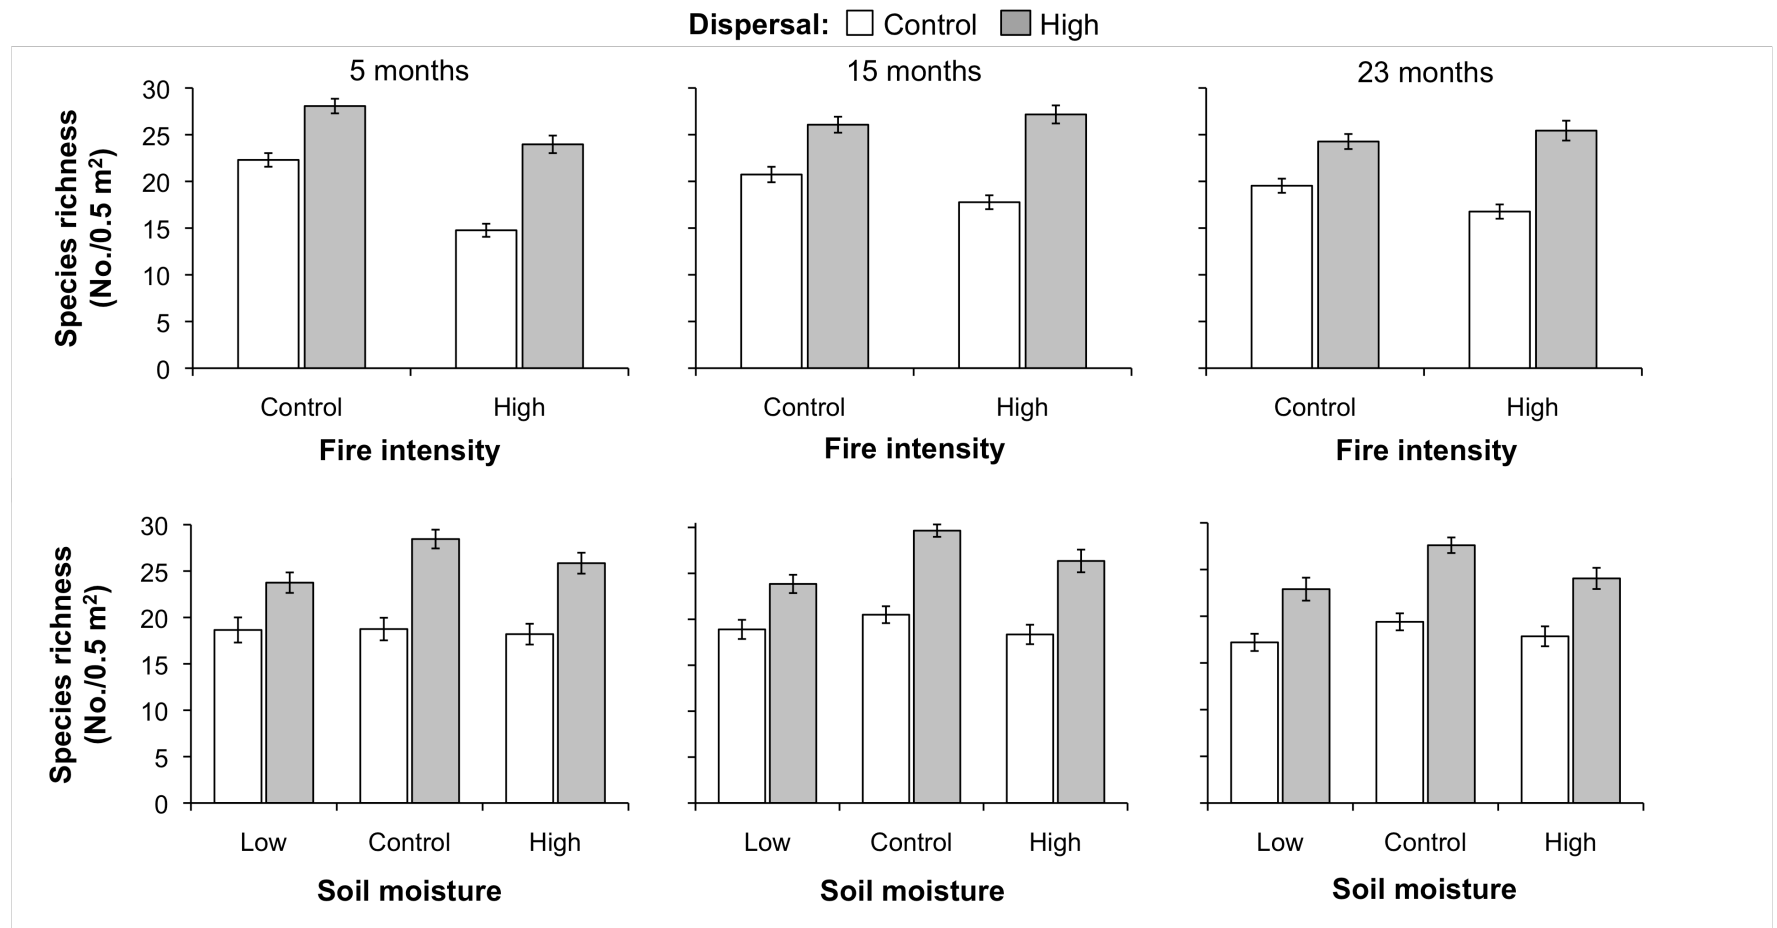 Dispersal: Control High
5 months 15 months 23 months
Species richness
(No./0.5 m²)
30
25
20
15
10
5
0
Control High Control High Control High
Fire intensity Fire intensity Fire intensity
Species richness
(No./0.5 m²)
30
25
20
15
10
5
0
Low Control High Low Control High Low Control High
Soil moisture Soil moisture Soil moisture